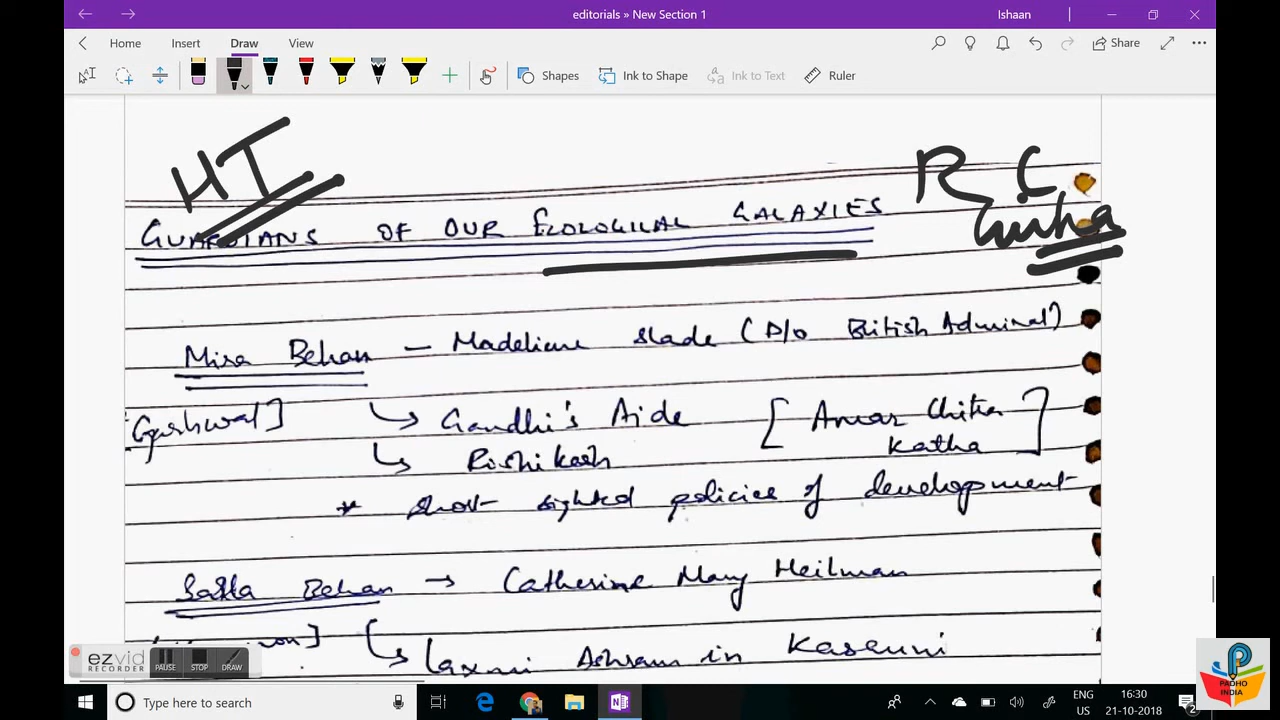 editorials » New Section 1
Ishaan
Home Insert Draw View
Share
Shapes Ink to Shape Ink to Text Ruler
HT
R C
Guha
GUARDIANS OF OUR ECOLOGICAL GALAXIES
Mira Behan — Madeliene Slade (D/o British Admiral)
[Garhwal] Gandhi's Aide [Amar Chitra
Katha]
Rishikesh
* short-sighted policies of development
Sarla Behan → Catherine Mary Heilman
Laxmi Ashram in Kasauni
ezvid
RECORDER
PAUSE STOP DRAW
Type here to search
ENG
US
16:30
21-10-2018
2
PADHO
INDIA